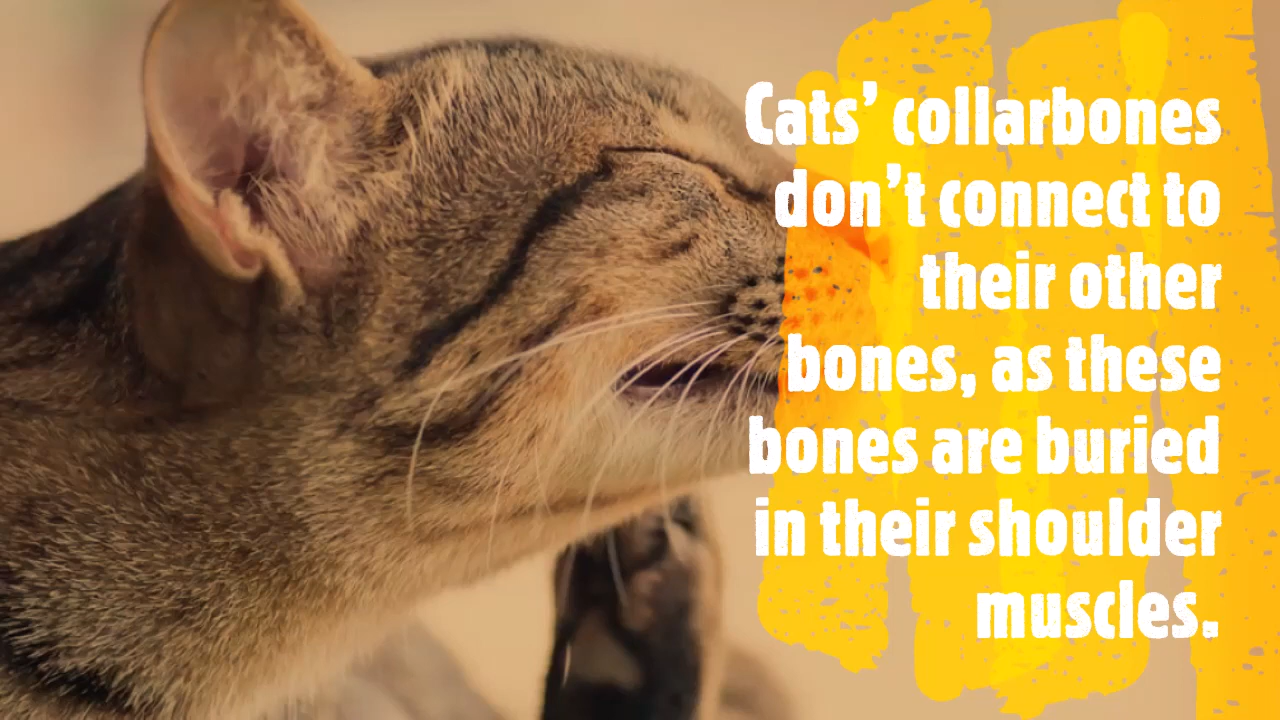 Cats’ collarbones
don’t connect to
their other
bones, as these
bones are buried
in their shoulder
muscles.